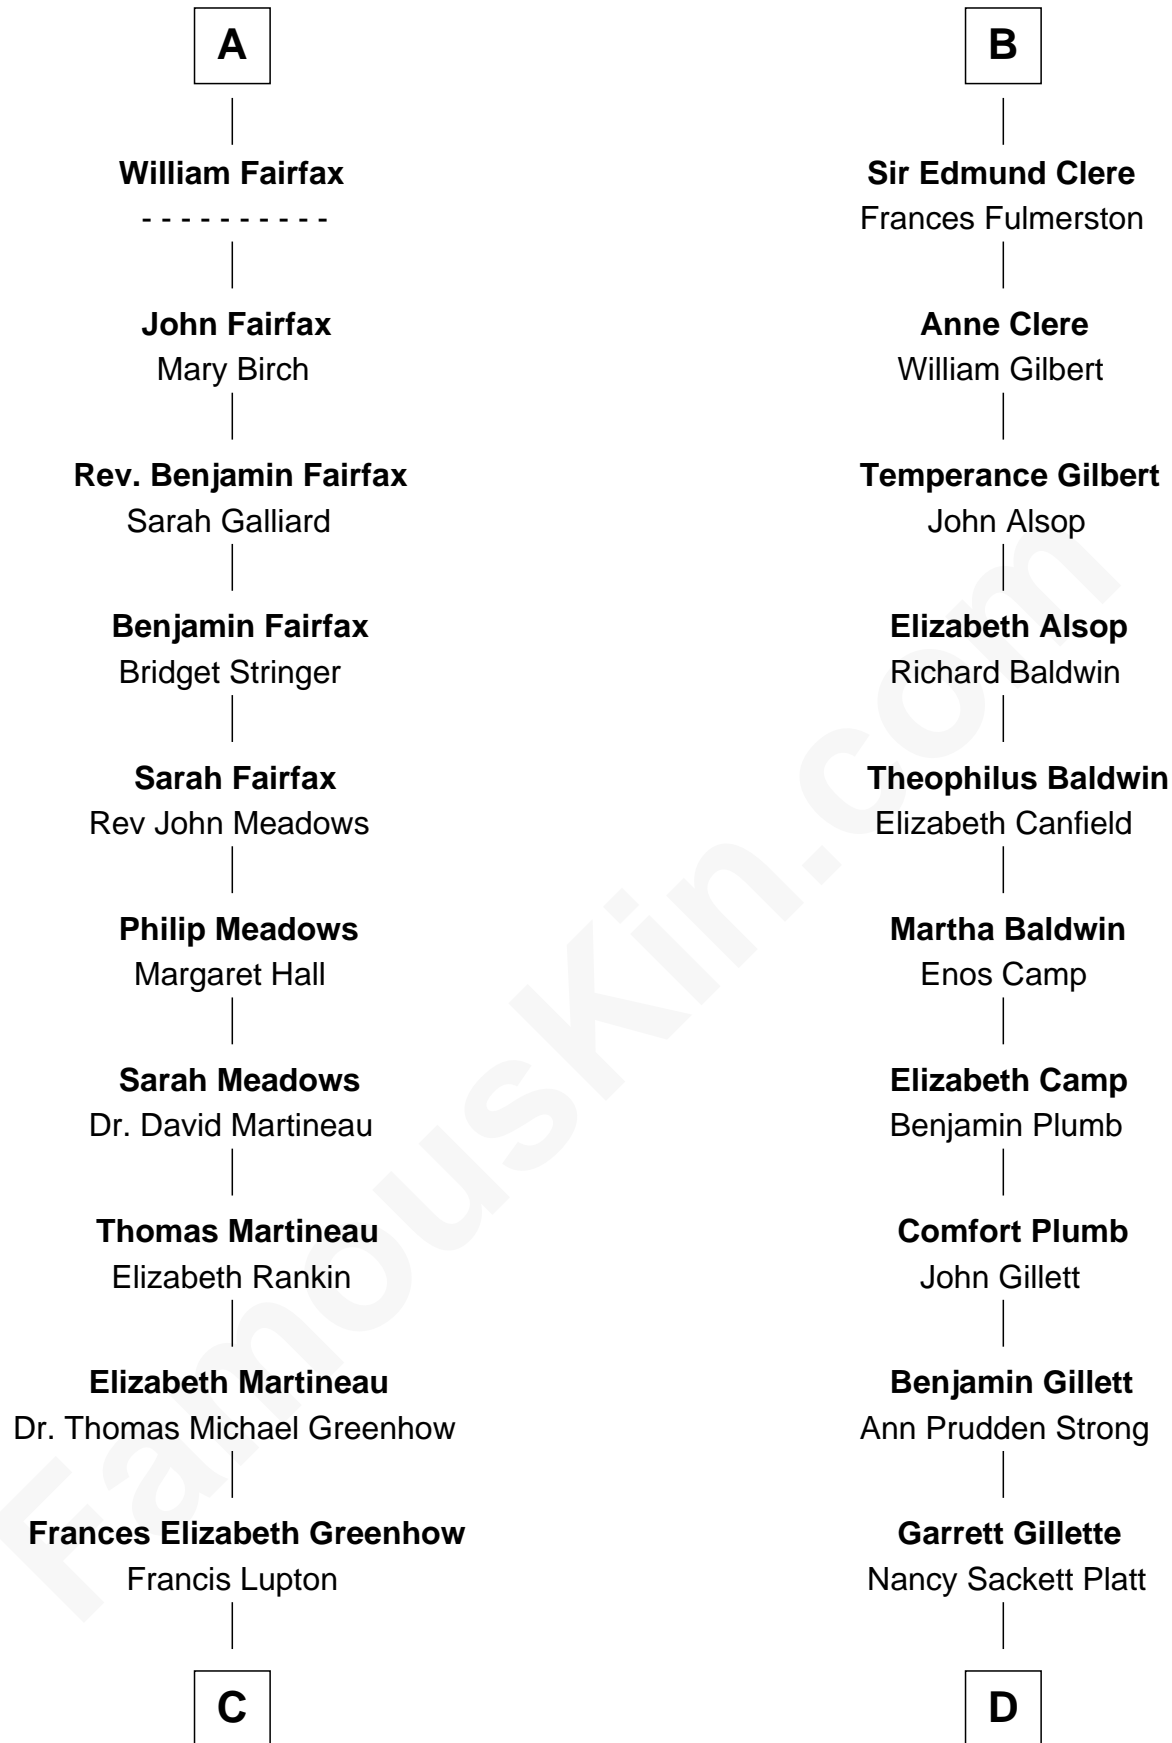 A
William Fairfax
- - - - - - - - - -
John Fairfax
Mary Birch
Rev. Benjamin Fairfax
Sarah Galliard
Benjamin Fairfax
Bridget Stringer
Sarah Fairfax
Rev John Meadows
Philip Meadows
Margaret Hall
Sarah Meadows
Dr. David Martineau
Thomas Martineau
Elizabeth Rankin
Elizabeth Martineau
Dr. Thomas Michael Greenhow
Frances Elizabeth Greenhow
Francis Lupton
C
B
Sir Edmund Clere
Frances Fulmerston
Anne Clere
William Gilbert
Temperance Gilbert
John Alsop
Elizabeth Alsop
Richard Baldwin
Theophilus Baldwin
Elizabeth Canfield
Martha Baldwin
Enos Camp
Elizabeth Camp
Benjamin Plumb
Comfort Plumb
John Gillett
Benjamin Gillett
Ann Prudden Strong
Garrett Gillette
Nancy Sackett Platt
D
FamousKin.com